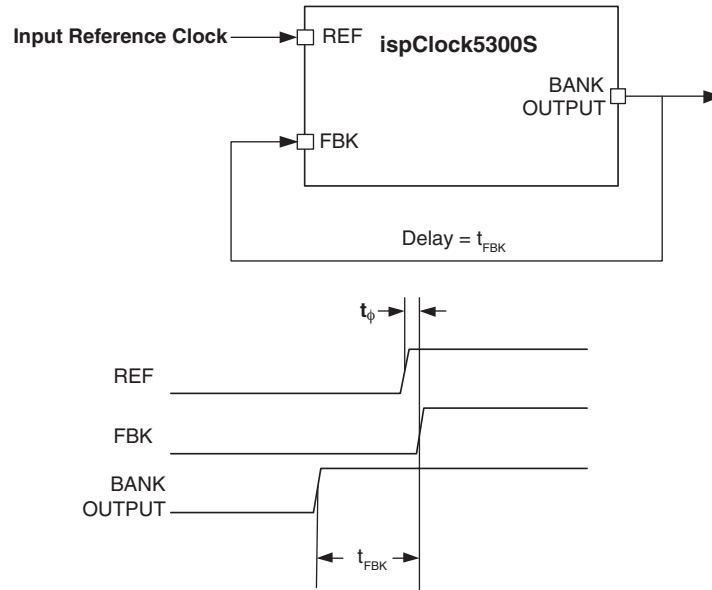 Input Reference Clock
REF
ispClock5300S
BANK
OUTPUT
FBK
Delay = tFBK
tϕ
REF
FBK
BANK
OUTPUT
tFBK